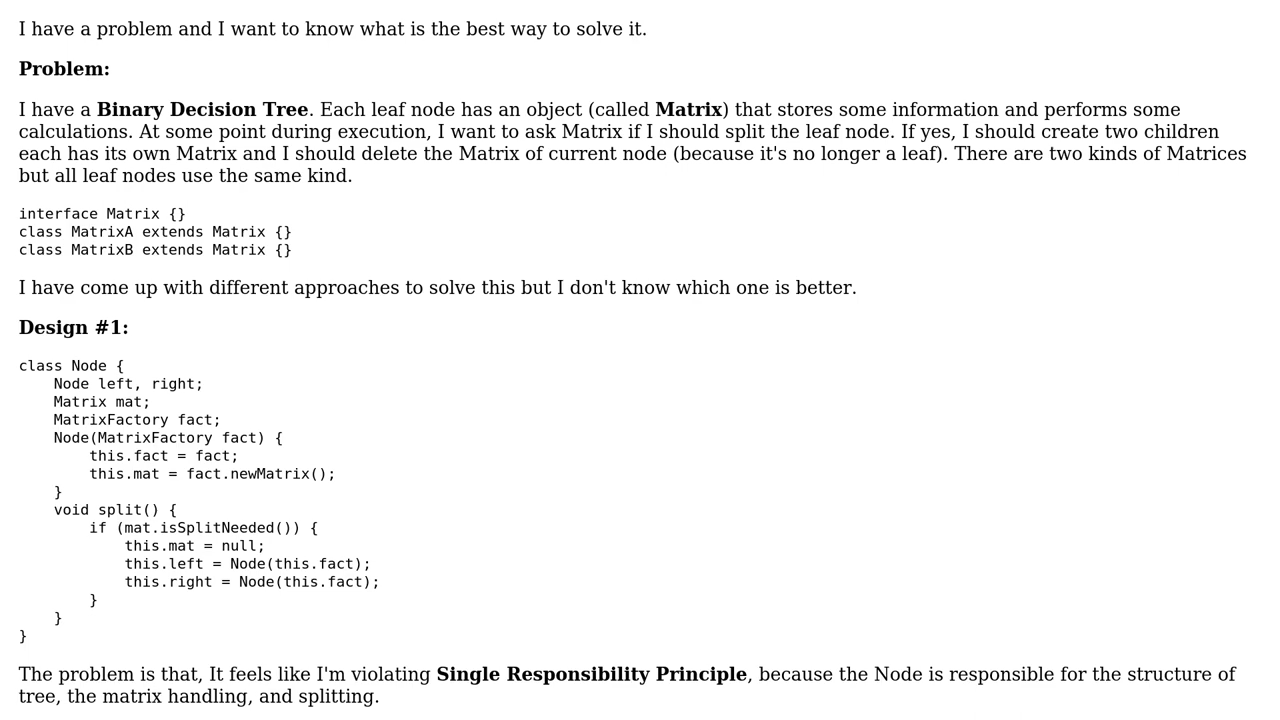 I have a problem and I want to know what is the best way to solve it.
Problem:
I have a Binary Decision Tree. Each leaf node has an object (called Matrix) that stores some information and performs some
calculations. At some point during execution, I want to ask Matrix if I should split the leaf node. If yes, I should create two children
each has its own Matrix and I should delete the Matrix of current node (because it's no longer a leaf). There are two kinds of Matrices
but all leaf nodes use the same kind.
interface Matrix {}
class MatrixA extends Matrix {}
class MatrixB extends Matrix {}
I have come up with different approaches to solve this but I don't know which one is better.
Design #1:
class Node {
    Node left, right;
    Matrix mat;
    MatrixFactory fact;
    Node(MatrixFactory fact) {
        this.fact = fact;
        this.mat = fact.newMatrix();
    }
    void split() {
        if (mat.isSplitNeeded()) {
            this.mat = null;
            this.left = Node(this.fact);
            this.right = Node(this.fact);
        }
    }
}
The problem is that, It feels like I'm violating Single Responsibility Principle, because the Node is responsible for the structure of
tree, the matrix handling, and splitting.